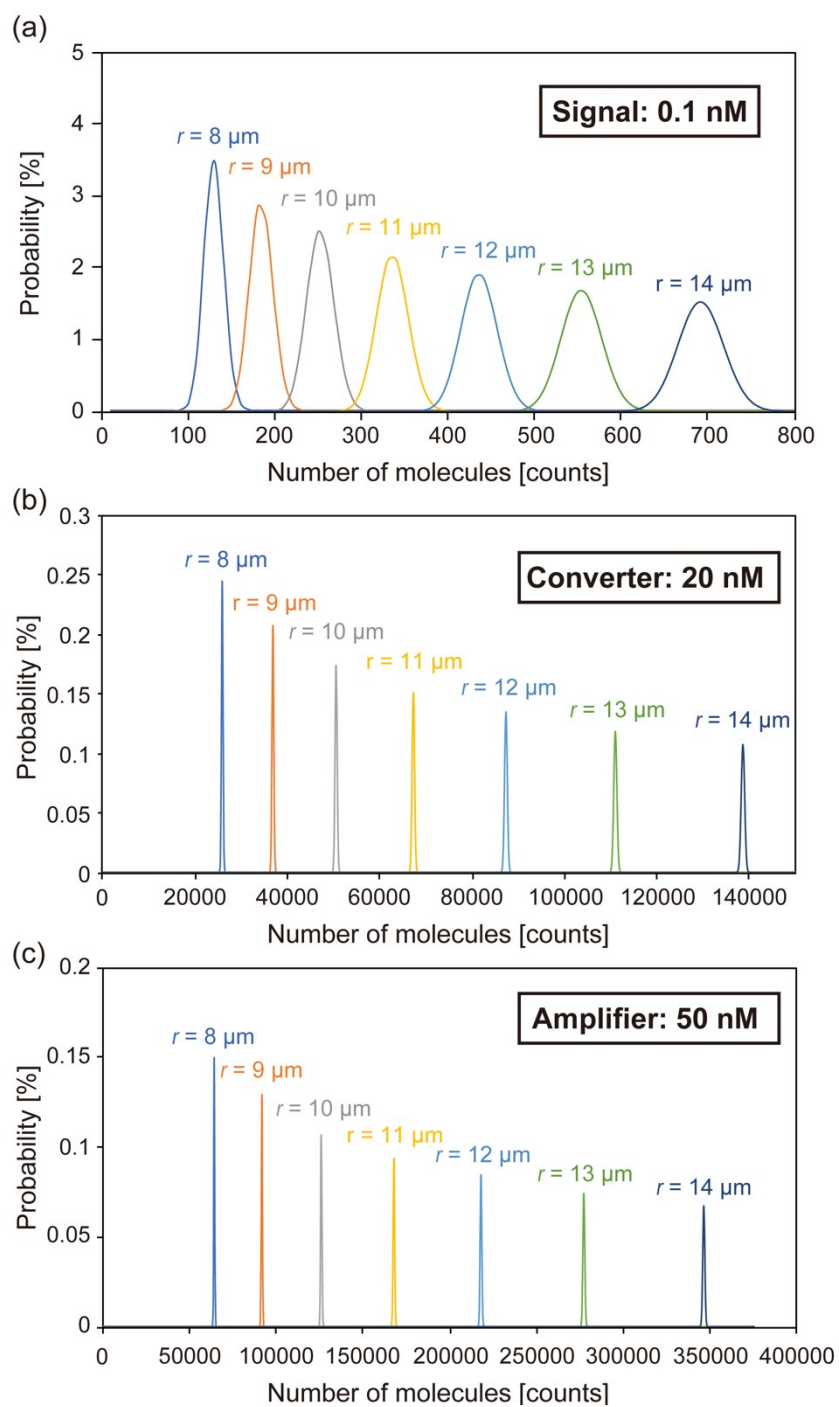 (a)
5
4
3
2
1
0
Probability [%]
Signal: 0.1 nM
r = 8 µm
r = 9 µm
r = 10 µm
r = 11 µm
r = 12 µm
r = 13 µm
r = 14 µm
100 200 300 400 500 600 700 800
Number of molecules [counts]
(b)
0.3
0.25
0.2
0.15
0.1
0.05
0
Probability [%]
Converter: 20 nM
r = 8 µm
r = 9 µm
r = 10 µm
r = 11 µm
r = 12 µm
r = 13 µm
r = 14 µm
0 20000 40000 60000 80000 100000 120000 140000
Number of molecules [counts]
(c)
0.2
0.15
0.1
0.05
0
Probability [%]
Amplifier: 50 nM
r = 8 µm
r = 9 µm
r = 10 µm
r = 11 µm
r = 12 µm
r = 13 µm
r = 14 µm
0 50000 100000 150000 200000 250000 300000 350000 400000
Number of molecules [counts]